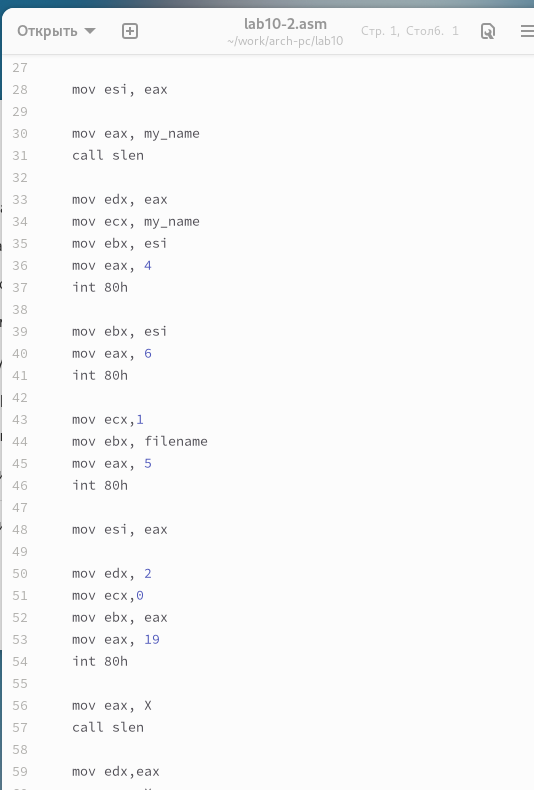 Открыть
lab10-2.asm
~/work/arch-pc/lab10
Стр. 1, Столб. 1
27
28 mov esi, eax
29
30 mov eax, my_name
31 call slen
32
33 mov edx, eax
34 mov ecx, my_name
35 mov ebx, esi
36 mov eax, 4
37 int 80h
38
39 mov ebx, esi
40 mov eax, 6
41 int 80h
42
43 mov ecx,1
44 mov ebx, filename
45 mov eax, 5
46 int 80h
47
48 mov esi, eax
49
50 mov edx, 2
51 mov ecx,0
52 mov ebx, eax
53 mov eax, 19
54 int 80h
55
56 mov eax, X
57 call slen
58
59 mov edx,eax